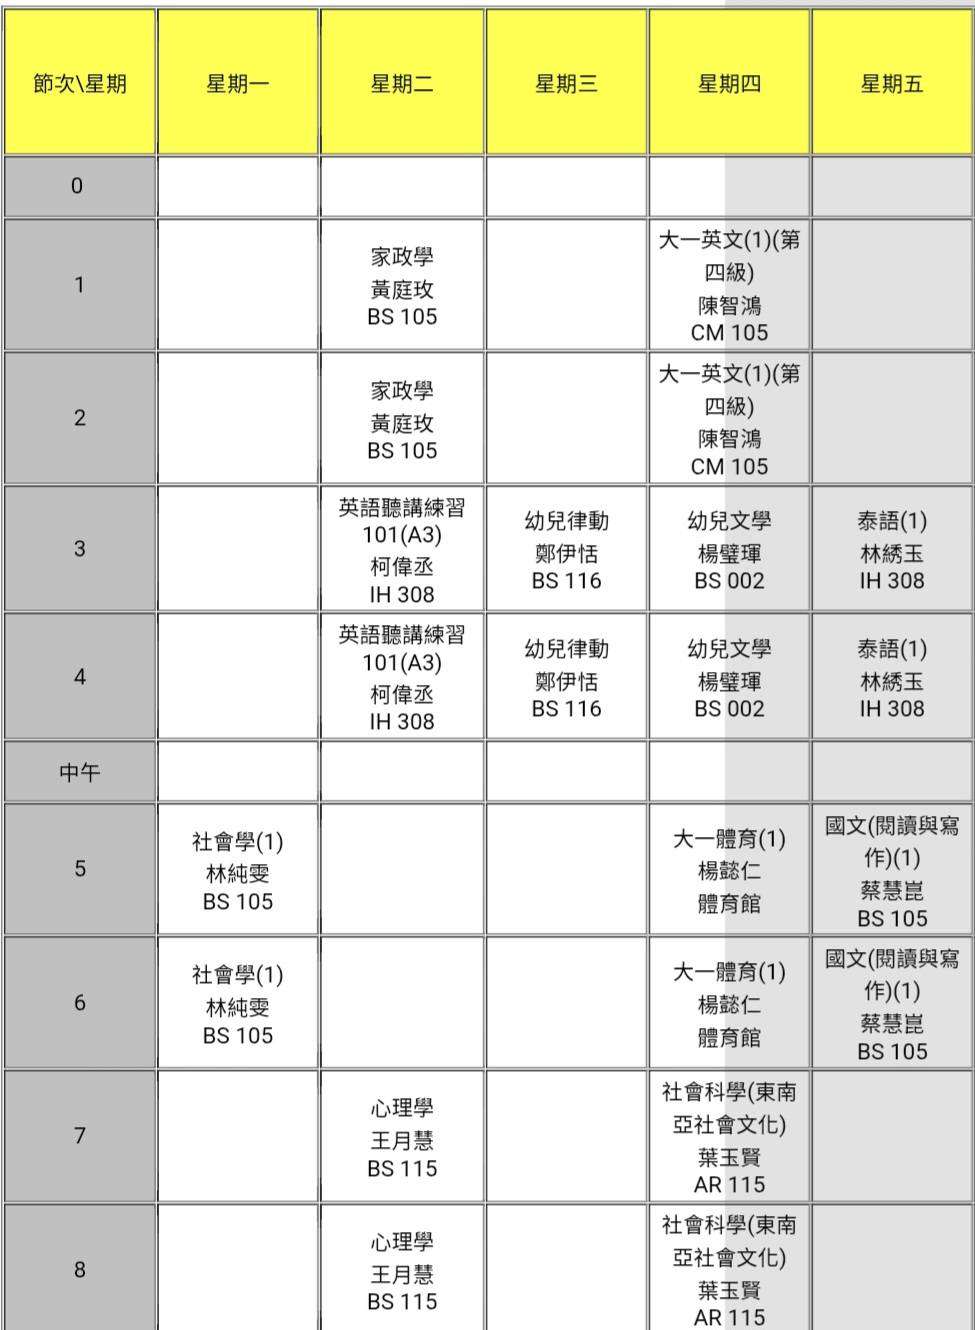 節次\星期
星期一
星期二
星期三
星期四
星期五
0
1
家政學
黃庭玫
BS 105
大一英文(1)(第
四級)
陳智鴻
CM 105
2
家政學
黃庭玫
BS 105
大一英文(1)(第
四級)
陳智鴻
CM 105
3
英語聽講練習
101(A3)
柯偉丞
IH 308
幼兒律動
鄭伊恬
BS 116
幼兒文學
楊璧琿
BS 002
泰語(1)
林綉玉
IH 308
4
英語聽講練習
101(A3)
柯偉丞
IH 308
幼兒律動
鄭伊恬
BS 116
幼兒文學
楊璧琿
BS 002
泰語(1)
林綉玉
IH 308
中午
5
社會學(1)
林純雯
BS 105
大一體育(1)
楊懿仁
體育館
國文(閱讀與寫
作)(1)
蔡慧崑
BS 105
6
社會學(1)
林純雯
BS 105
大一體育(1)
楊懿仁
體育館
國文(閱讀與寫
作)(1)
蔡慧崑
BS 105
7
心理學
王月慧
BS 115
社會科學(東南
亞社會文化)
葉玉賢
AR 115
8
心理學
王月慧
BS 115
社會科學(東南
亞社會文化)
葉玉賢
AR 115